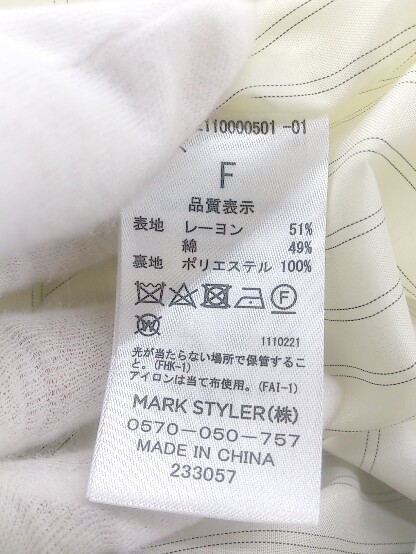 110000501 -01
F
品質表示
表地 レーヨン 51%
綿 49%
裏地 ポリエステル 100%
F
W
1110221
光が当たらない場所で保管するこ
と。(FHK-1)
アイロンは当て布使用。(FAI-1)
MARK STYLER(株)
0570-050-757
MADE IN CHINA
233057